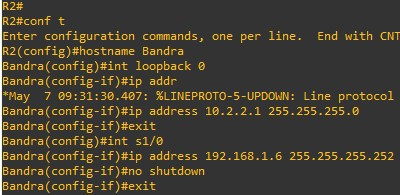 R2#
R2#conf t
Enter configuration commands, one per line.  End with CNT
R2(config)#hostname Bandra
Bandra(config)#int loopback 0
Bandra(config-if)#ip addr
*May  7 09:31:30.407: %LINEPROTO-5-UPDOWN: Line protocol
Bandra(config-if)#ip address 10.2.2.1 255.255.255.0
Bandra(config-if)#exit
Bandra(config)#int s1/0
Bandra(config-if)#ip address 192.168.1.6 255.255.255.252
Bandra(config-if)#no shutdown
Bandra(config-if)#exit